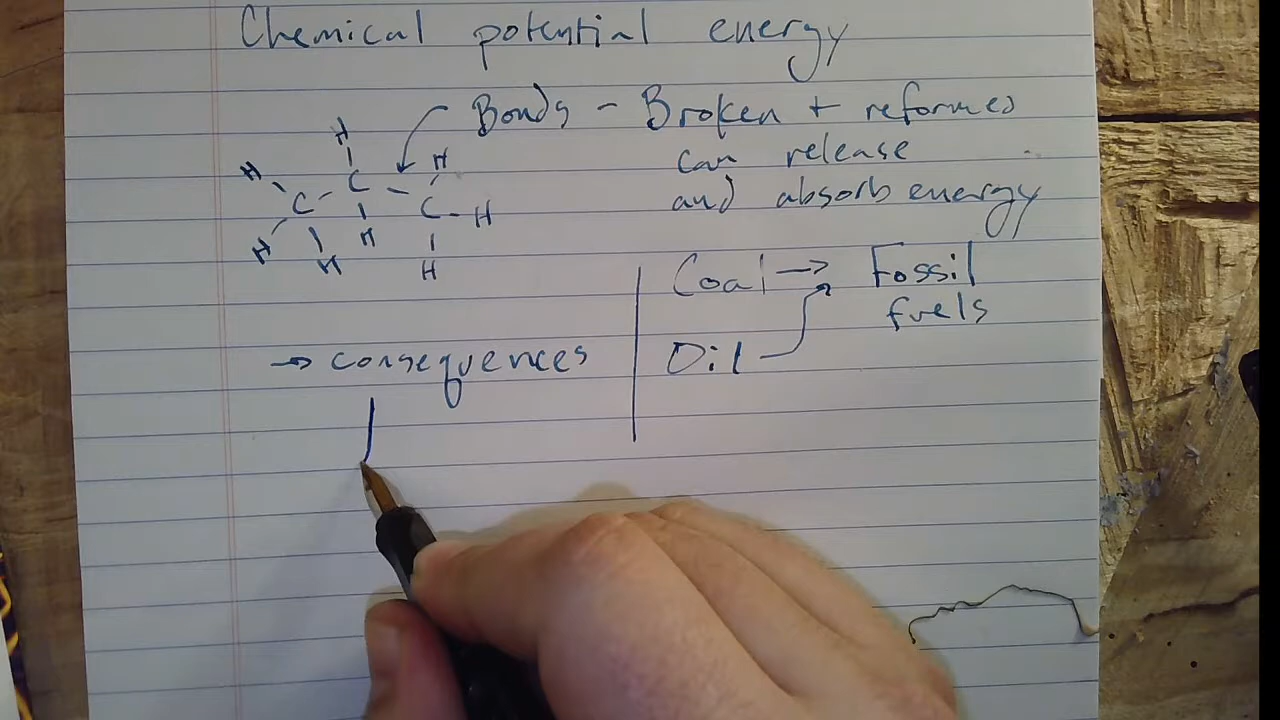 Chemical potential energy
Bonds - Broken + reformed
can release
and absorb energy
H
H C H
H C C - H
H H H H
Coal → Fossil
fuels
→ consequences
Oil